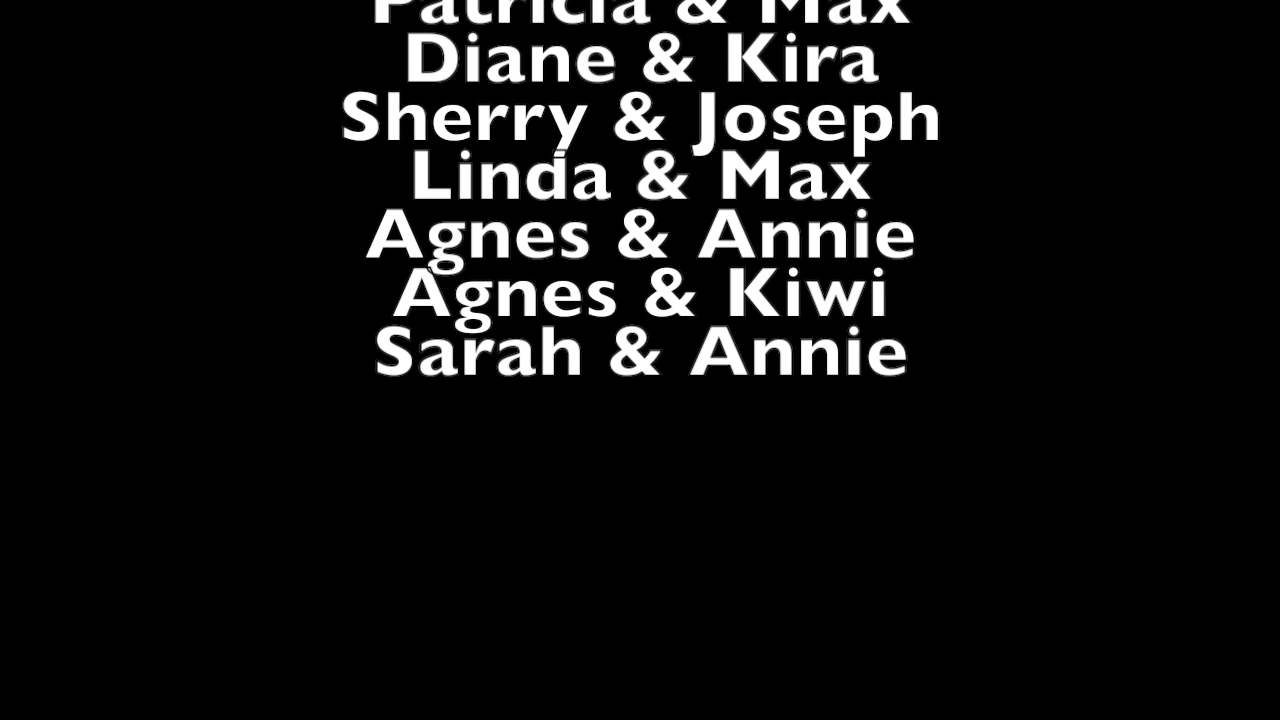 Patricia & Max
Diane & Kira
Sherry & Joseph
Linda & Max
Agnes & Annie
Agnes & Kiwi
Sarah & Annie